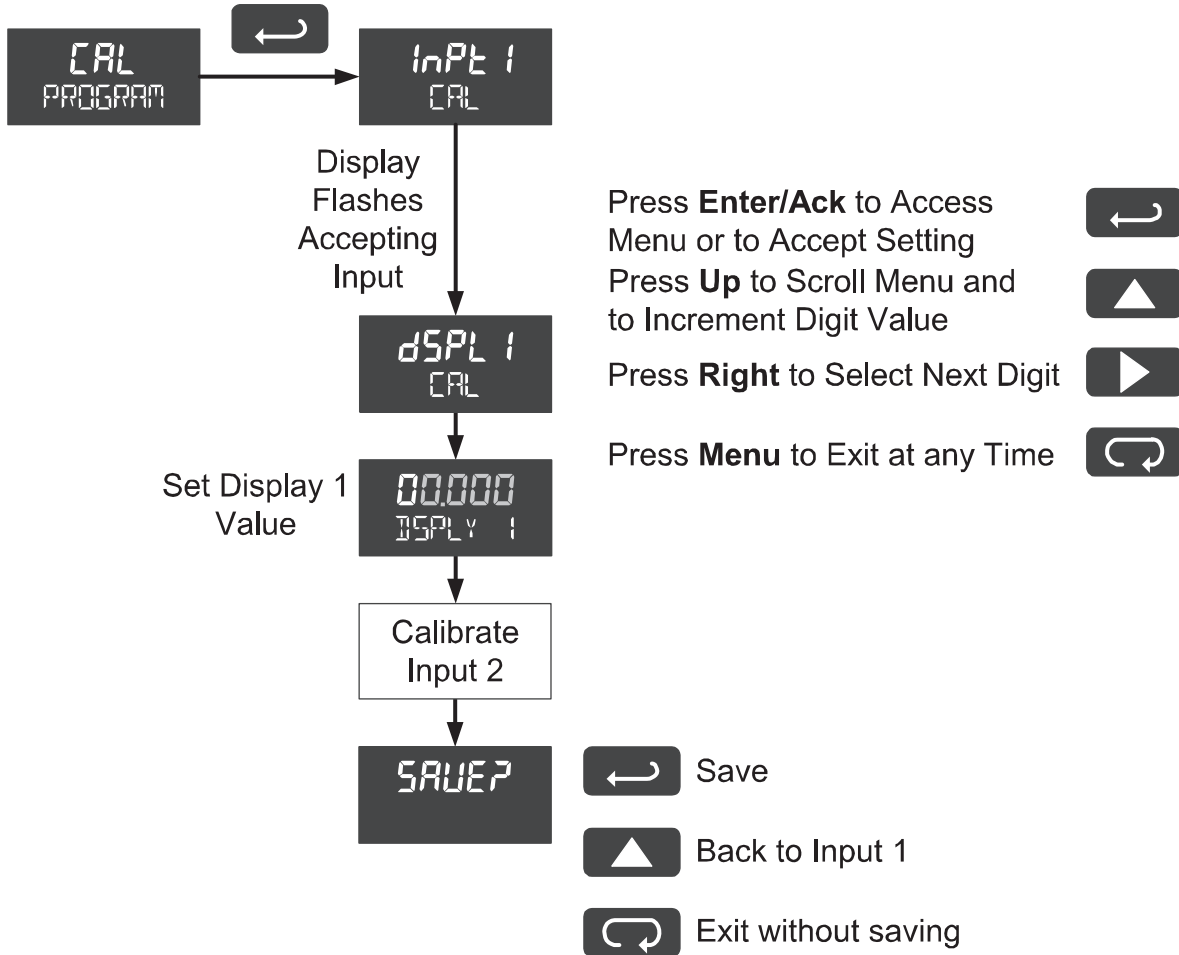 CAL
PROGRAM
InPt 1
CAL
Display
Flashes
Accepting
Input
Press Enter/Ack to Access
Menu or to Accept Setting
Press Up to Scroll Menu and
to Increment Digit Value
Press Right to Select Next Digit
Press Menu to Exit at any Time
dSPL 1
CAL
Set Display 1
Value
00.000
DSPLY 1
Calibrate
Input 2
SAVE?
Save
Back to Input 1
Exit without saving